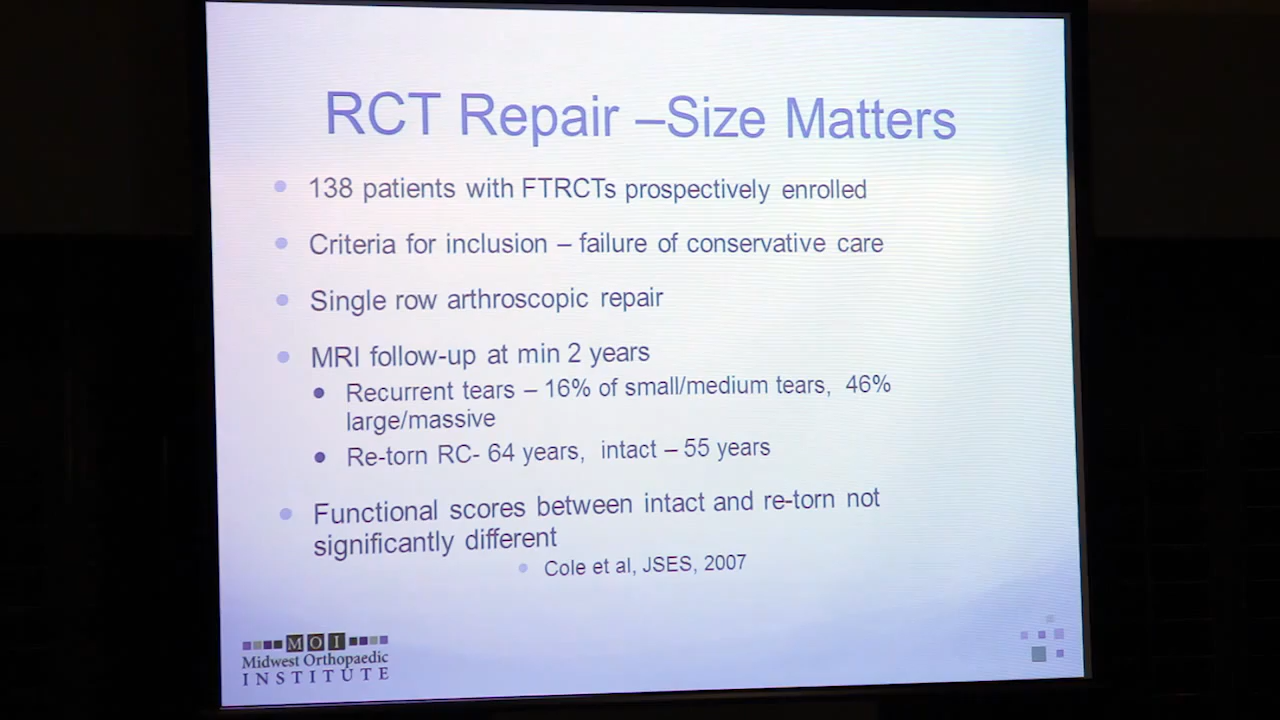 RCT Repair –Size Matters
138 patients with FTRCTs prospectively enrolled
Criteria for inclusion – failure of conservative care
Single row arthroscopic repair
MRI follow-up at min 2 years
Recurrent tears – 16% of small/medium tears, 46%
large/massive
Re-torn RC- 64 years, intact – 55 years
Functional scores between intact and re-torn not
significantly different
Cole et al, JSES, 2007
MOI
Midwest Orthopaedic
INSTITUTE